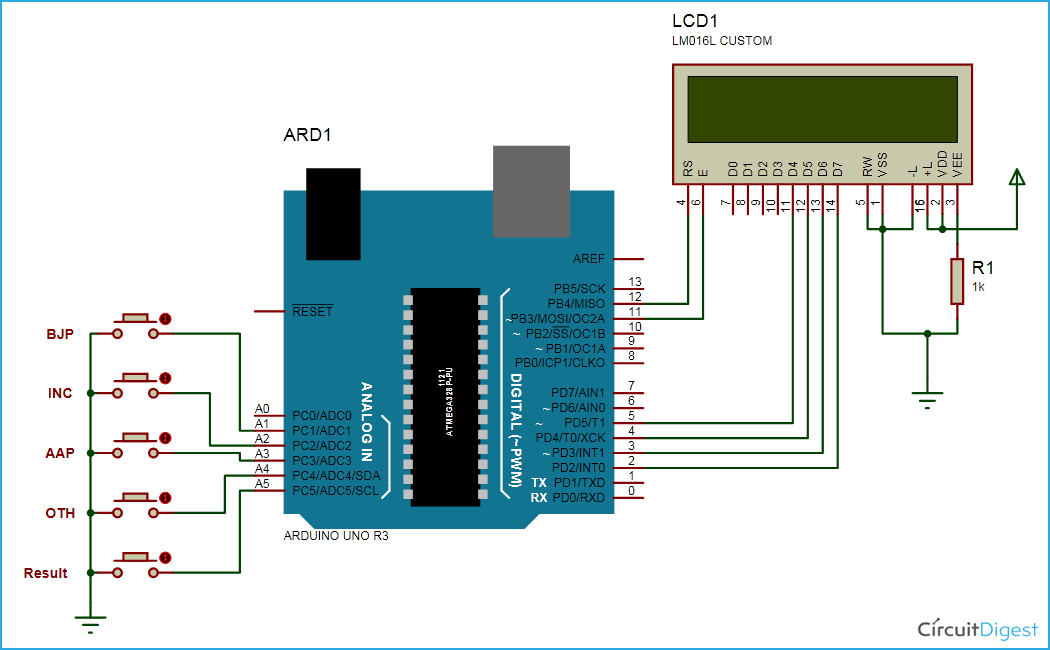 LCD1
LM016L CUSTOM
RS
E
D0
D1
D2
D3
D4
D5
D6
D7
RW
VSS
-L
+L
VDD
VEE
4
6
7
8
9
10
11
12
13
14
5
1
16
2
3
R1
1k
ARD1
AREF
RESET
PB5/SCK 13
PB4/MISO 12
~PB3/MOSI/OC2A 11
~ PB2/SS/OC1B 10
~ PB1/OC1A 9
PB0/ICP1/CLKO 8
PD7/AIN1 7
~PD6/AIN0 6
~ PD5/T1 5
PD4/T0/XCK 4
~PD3/INT1 3
PD2/INT0 2
TX PD1/TXD 1
RX PD0/RXD 0
DIGITAL (~PWM)
ANALOG IN
1121
ATMEGA328P-PU
A0 PC0/ADC0
A1 PC1/ADC1
A2 PC2/ADC2
A3 PC3/ADC3
A4 PC4/ADC4/SDA
A5 PC5/ADC5/SCL
ARDUINO UNO R3
BJP
INC
AAP
OTH
Result
CircuitDigest